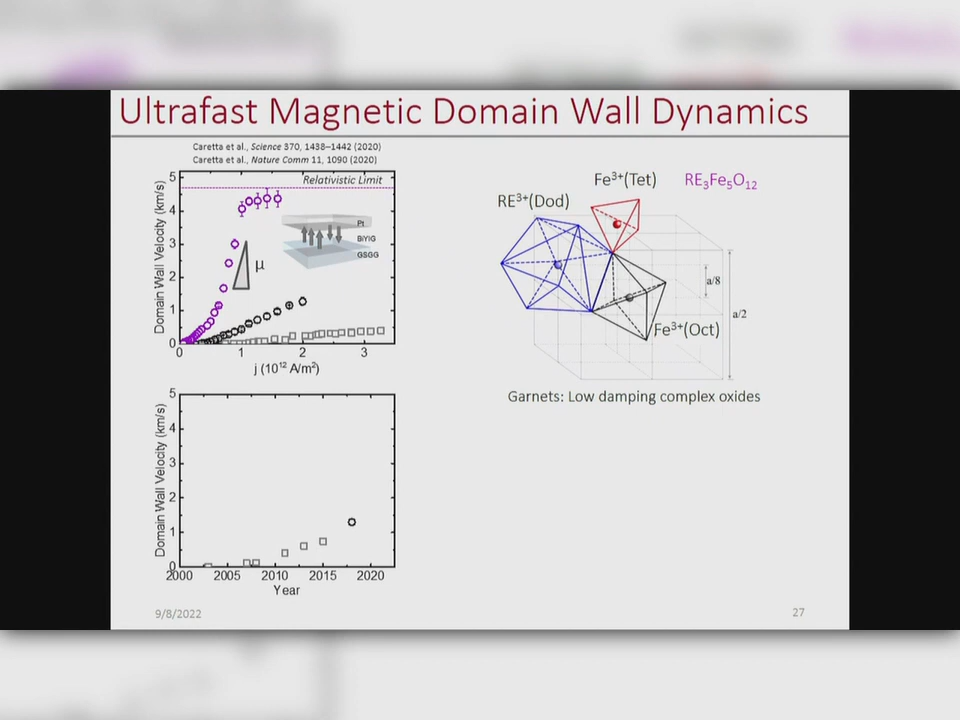 Ultrafast Magnetic Domain Wall Dynamics
Caretta et al., Science 370, 1438–1442 (2020)
Caretta et al., Nature Comm 11, 1090 (2020)
Domain Wall Velocity (km/s)
5
4
3
2
1
0
Relativistic Limit
Pt
BiYIG
GSGG
μ
0 1 2 3
j (10¹² A/m²)
Domain Wall Velocity (km/s)
5
4
3
2
1
0
2000 2005 2010 2015 2020
Year
Fe³⁺(Tet)
RE₃Fe₅O₁₂
RE³⁺(Dod)
a/8
a/2
Fe³⁺(Oct)
Garnets: Low damping complex oxides
9/8/2022
27